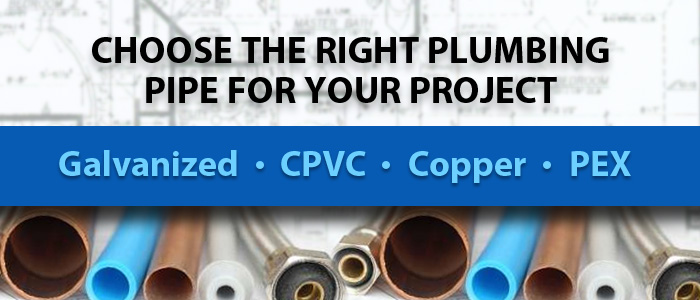 CHOOSE THE RIGHT PLUMBING
PIPE FOR YOUR PROJECT
Galvanized • CPVC • Copper • PEX